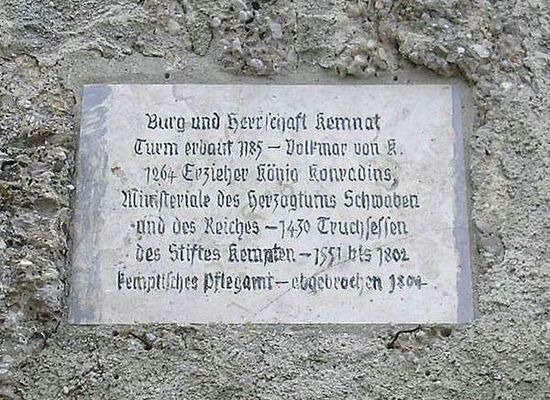 Burg und Herrschaft Kemnat
Turm erbaut 1185 – Volkmar von K.
1264 Erzieher König Konradins,
Ministeriale des Herzogtums Schwaben
und des Reiches – 1430 Truchsessen
des Stiftes Kempten – 1551 bis 1802
kemptisches Pflegamt – abgebrochen 1804